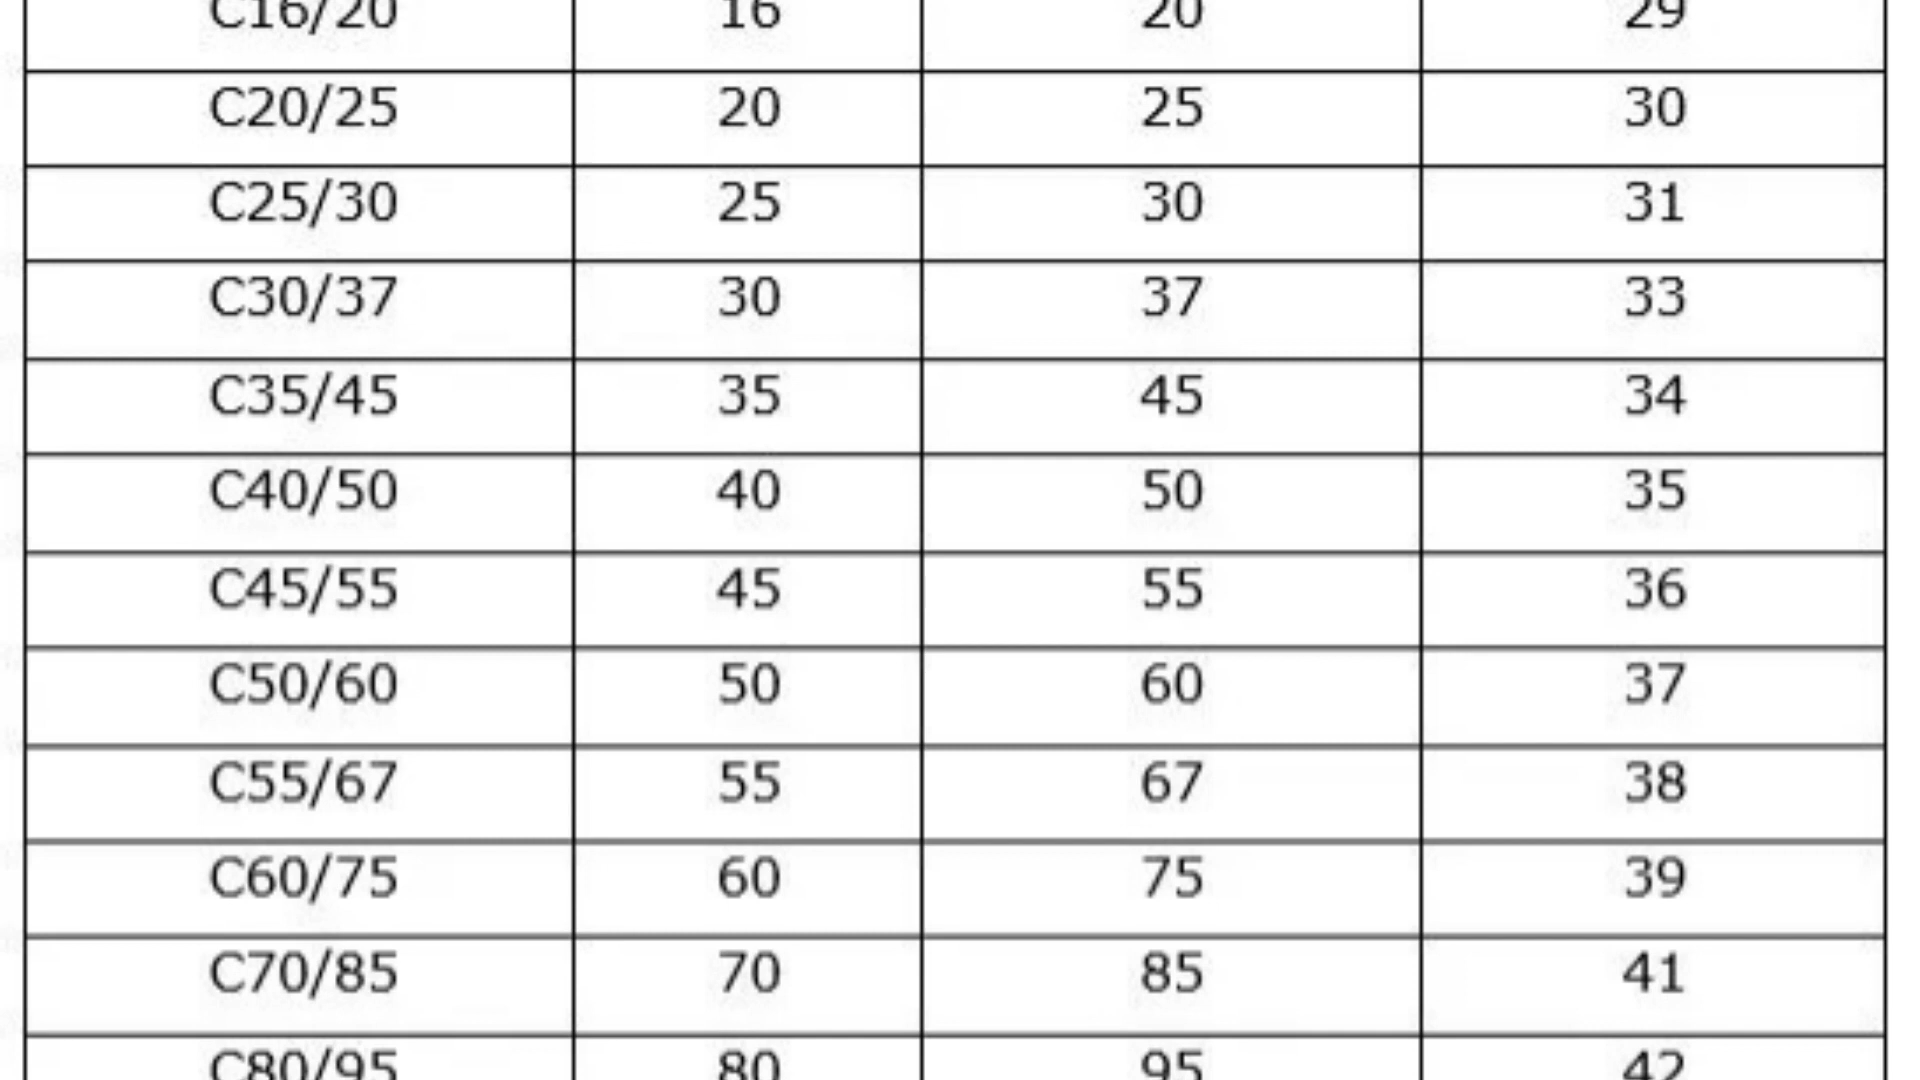 C16/20 16 20 29
C20/25 20 25 30
C25/30 25 30 31
C30/37 30 37 33
C35/45 35 45 34
C40/50 40 50 35
C45/55 45 55 36
C50/60 50 60 37
C55/67 55 67 38
C60/75 60 75 39
C70/85 70 85 41
C80/95 80 95 42